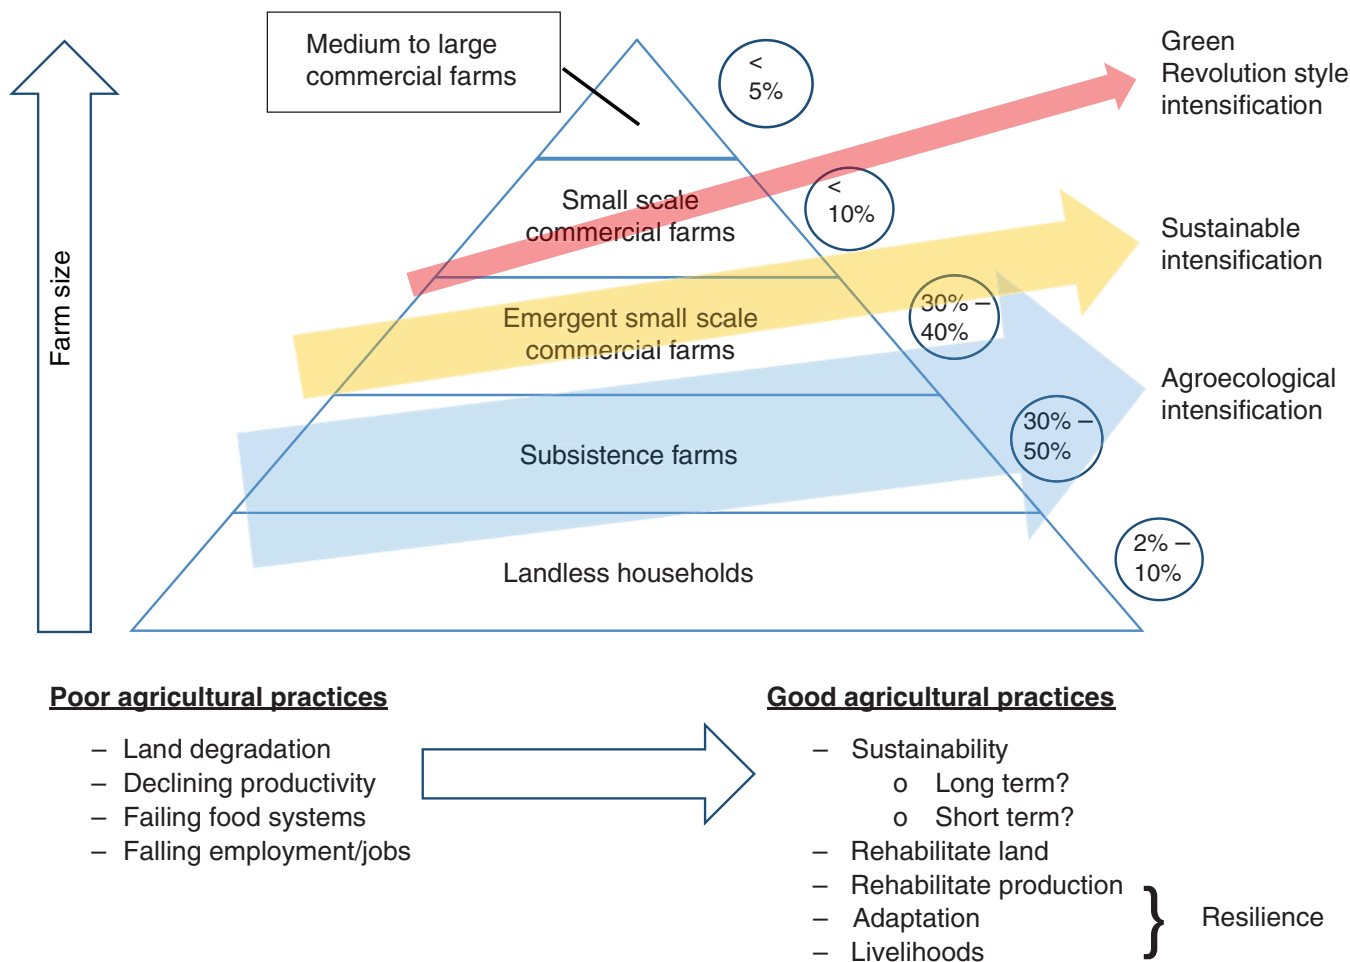 Medium to large
commercial farms
<
5%
Green
Revolution style
intensification
Small scale
commercial farms
<
10%
Sustainable
intensification
Farm size
Emergent small scale
commercial farms
30% –
40%
Agroecological
intensification
Subsistence farms
30% –
50%
Landless households
2% –
10%
Poor agricultural practices
– Land degradation
– Declining productivity
– Failing food systems
– Falling employment/jobs
Good agricultural practices
– Sustainability
o Long term?
o Short term?
– Rehabilitate land
– Rehabilitate production
– Adaptation
– Livelihoods
} Resilience